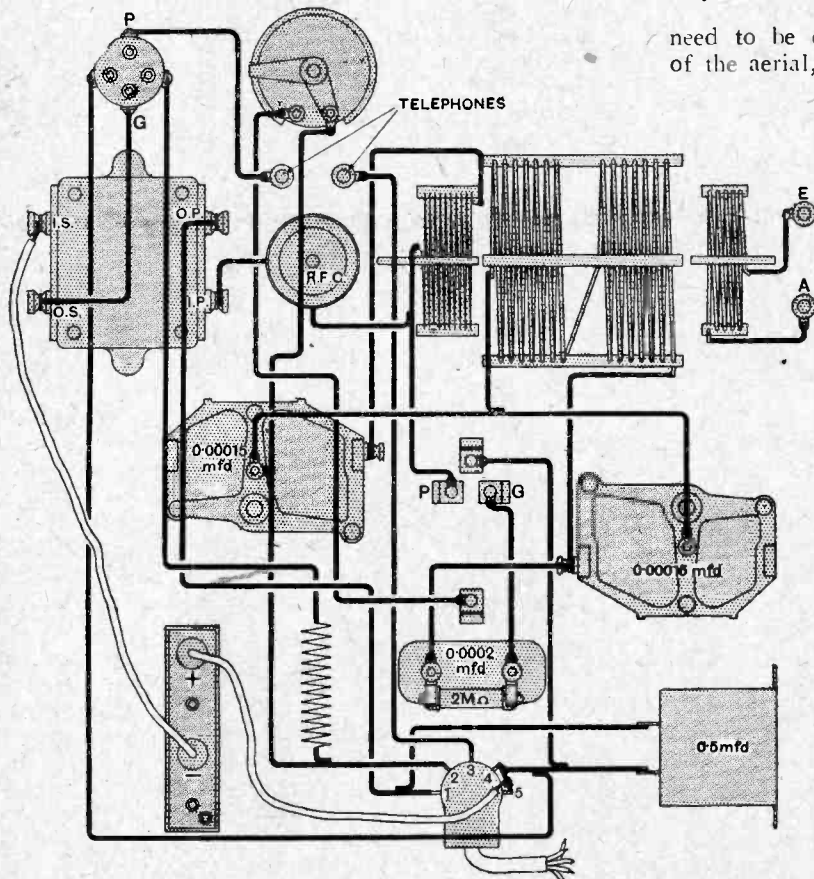 P
need to be
of the aerial,
TELEPHONES
G
I.S.
O.P.
E
R.F.C.
O.S.
I.P.
A
0.00015
mfd
P
G
0.00015 mfd
0.0002
mfd
2MΩ
+
0.5mfd
−
3
2
4
1
5